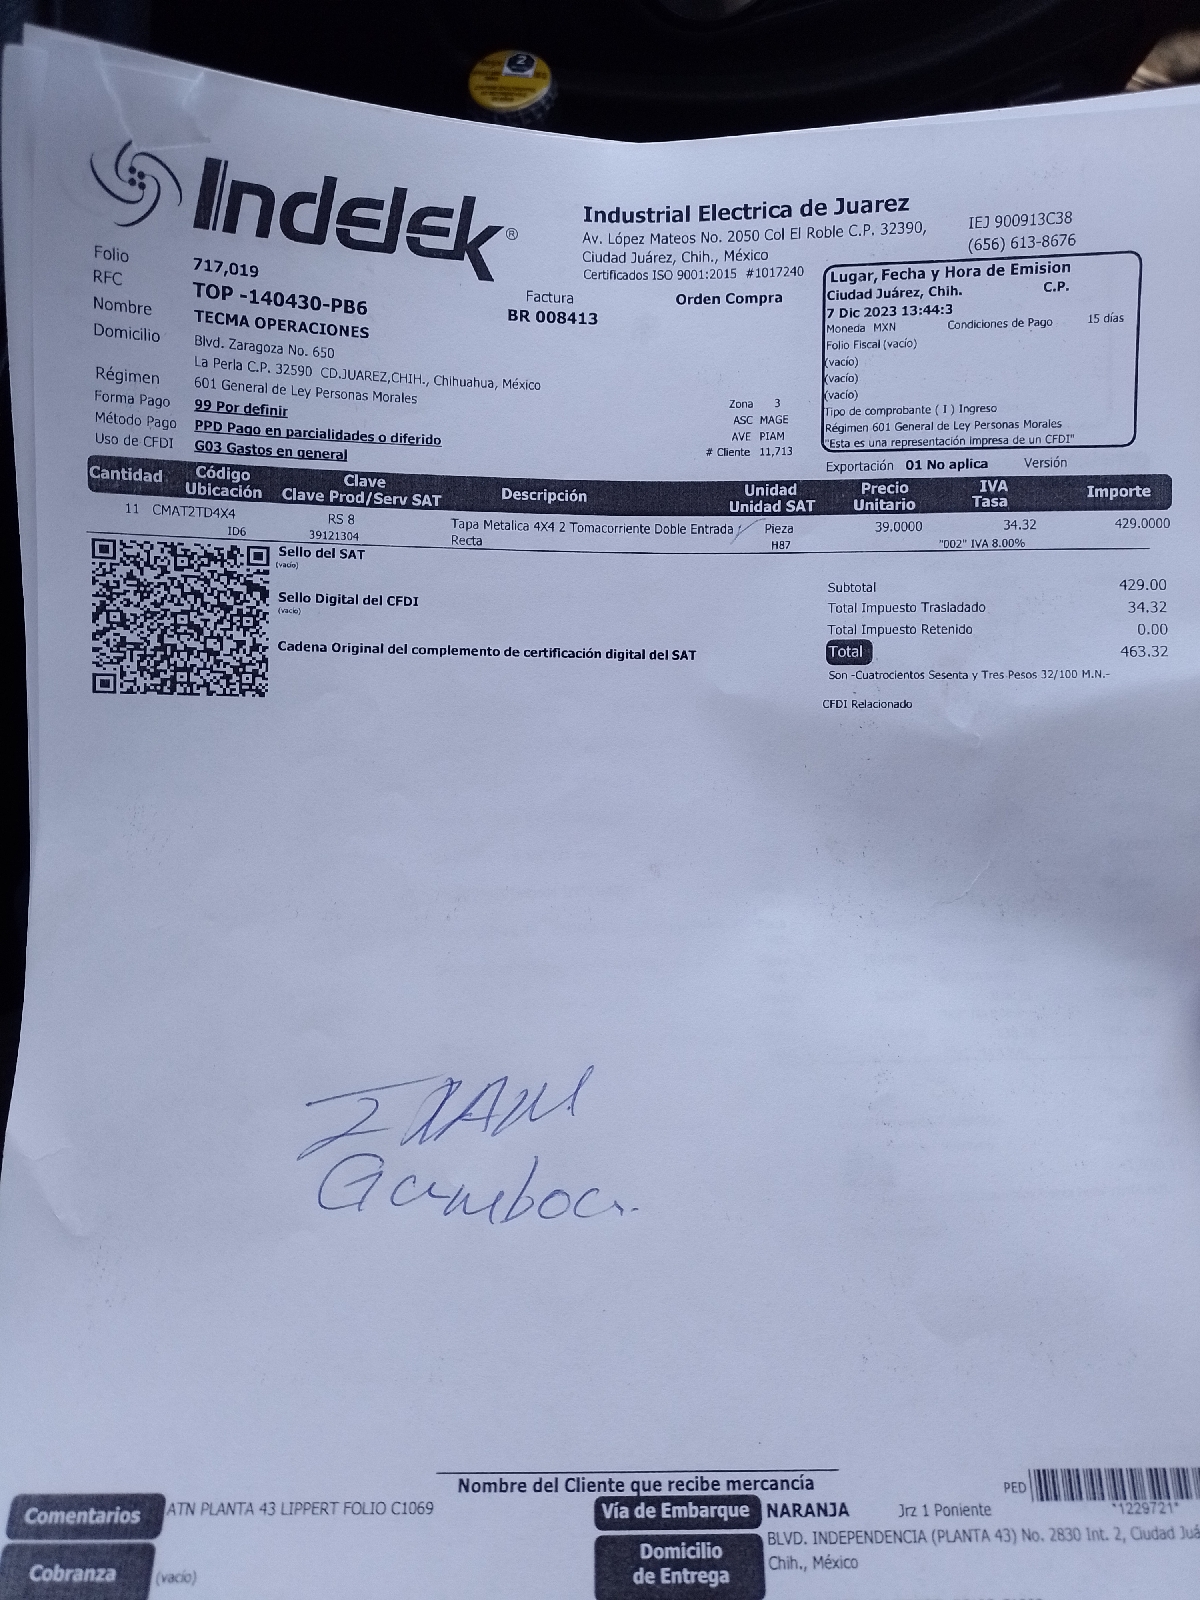 Indelek®
Industrial Electrica de Juarez
Av. López Mateos No. 2050 Col El Roble C.P. 32390,
Ciudad Juárez, Chih., México
Certificados ISO 9001:2015 #1017240
IEJ 900913C38
(656) 613-8676
Folio 717,019
RFC TOP -140430-PB6
Nombre TECMA OPERACIONES
Domicilio Blvd. Zaragoza No. 650
La Perla C.P. 32590 CD.JUAREZ,CHIH., Chihuahua, México
Régimen 601 General de Ley Personas Morales
Forma Pago 99 Por definir
Método Pago PPD Pago en parcialidades o diferido
Uso de CFDI G03 Gastos en general
Factura
BR 008413
Orden Compra
Zona 3
ASC MAGE
AVE PIAM
# Cliente 11,713
Lugar, Fecha y Hora de Emision
Ciudad Juárez, Chih. C.P.
7 Dic 2023 13:44:3
Moneda MXN Condiciones de Pago 15 días
Folio Fiscal (vacío)
(vacío)
(vacío)
(vacío)
Tipo de comprobante ( I ) Ingreso
Régimen 601 General de Ley Personas Morales
"Esta es una representación impresa de un CFDI"
Exportación 01 No aplica Versión
Cantidad Código Ubicación Clave Clave Prod/Serv SAT Descripción Unidad Unidad SAT Precio Unitario IVA Tasa Importe
11 CMAT2TD4X4 RS 8 Tapa Metalica 4X4 2 Tomacorriente Doble Entrada Pieza 39.0000 34.32 429.0000
1D6 39121304 Recta H87 "002" IVA 8.00%
Sello del SAT
(vacío)
Sello Digital del CFDI
(vacío)
Cadena Original del complemento de certificación digital del SAT
Subtotal 429.00
Total Impuesto Trasladado 34.32
Total Impuesto Retenido 0.00
Total 463.32
Son -Cuatrocientos Sesenta y Tres Pesos 32/100 M.N.-
CFDI Relacionado
Gamboa.
Nombre del Cliente que recibe mercancía
PED
*1229721*
Comentarios ATN PLANTA 43 LIPPERT FOLIO C1069
Vía de Embarque NARANJA Jrz 1 Poniente
Cobranza (vacío)
Domicilio de Entrega BLVD. INDEPENDENCIA (PLANTA 43) No. 2830 Int. 2, Ciudad Juá
Chih., México